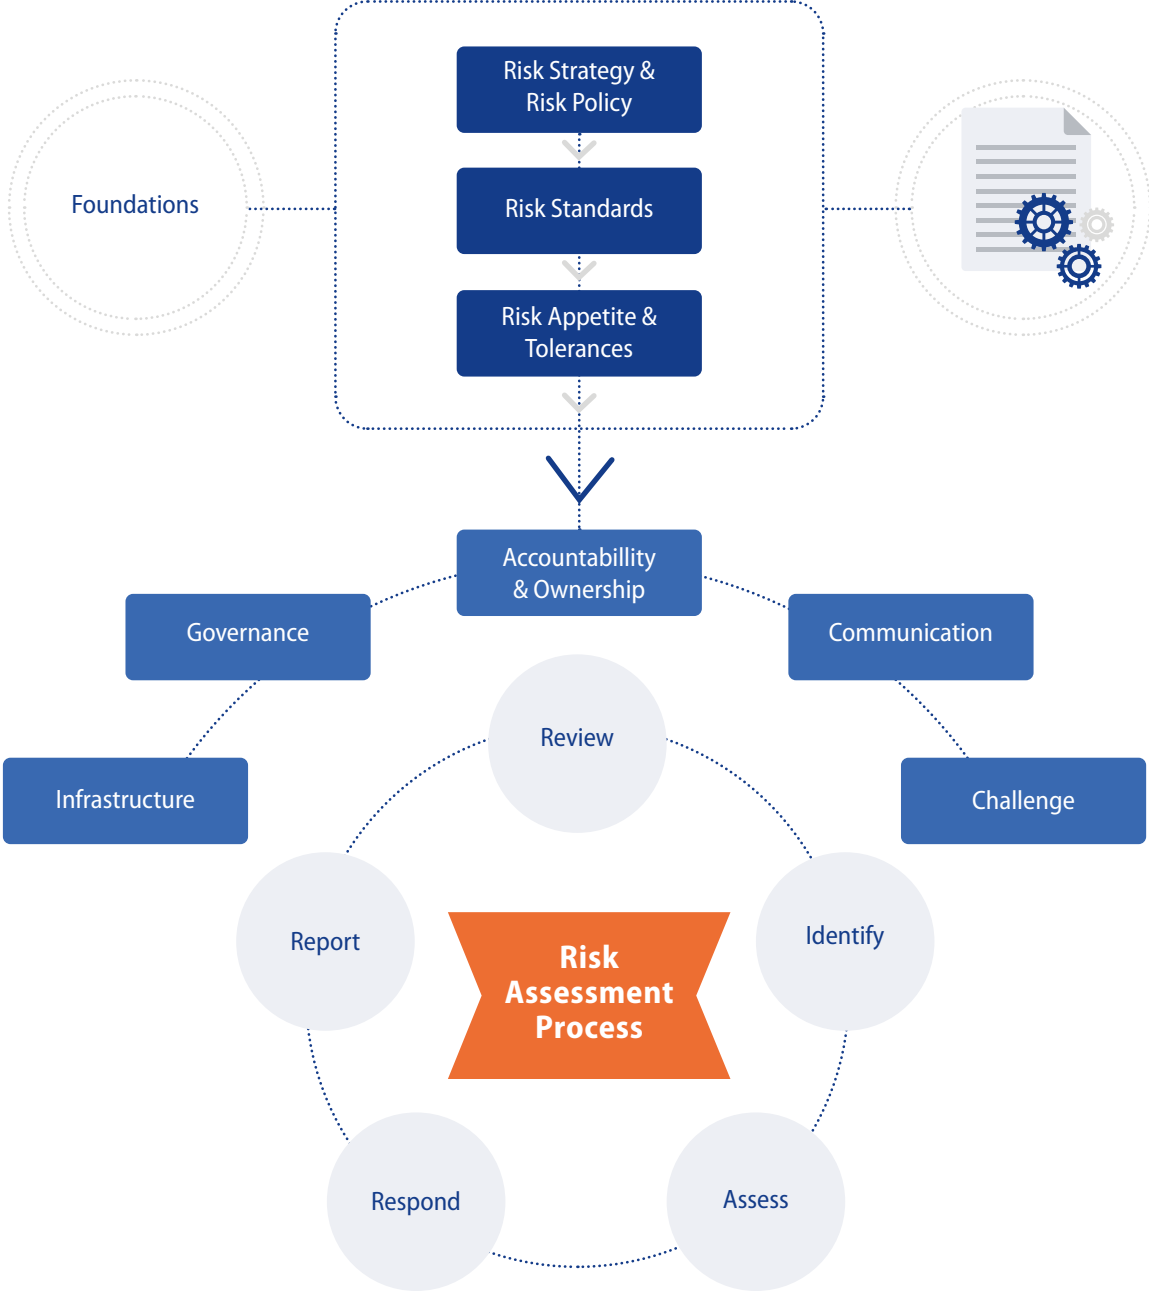 Risk Strategy &
Risk Policy
Foundations
Risk Standards
Risk Appetite &
Tolerances
Accountabillity
& Ownership
Governance
Communication
Infrastructure
Challenge
Review
Report
Identify
Risk
Assessment
Process
Respond
Assess